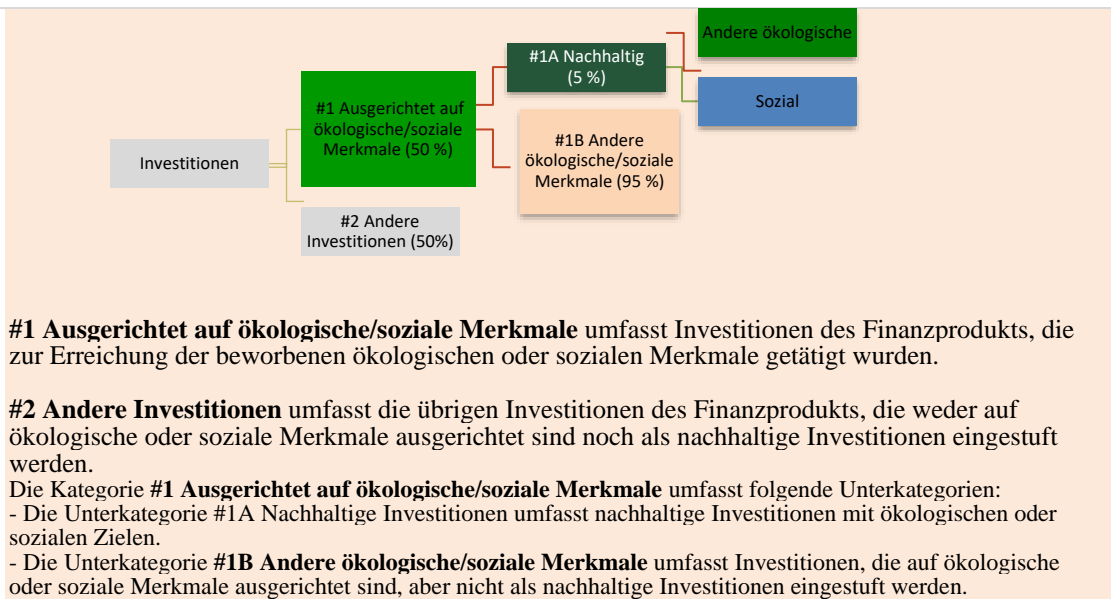 Andere ökologische
#1A Nachhaltig
(5 %)
Sozial
#1 Ausgerichtet auf
ökologische/soziale
Merkmale (50 %)
#1B Andere
ökologische/soziale
Merkmale (95 %)
Investitionen
#2 Andere
Investitionen (50%)
#1 Ausgerichtet auf ökologische/soziale Merkmale umfasst Investitionen des Finanzprodukts, die
zur Erreichung der beworbenen ökologischen oder sozialen Merkmale getätigt wurden.
#2 Andere Investitionen umfasst die übrigen Investitionen des Finanzprodukts, die weder auf
ökologische oder soziale Merkmale ausgerichtet sind noch als nachhaltige Investitionen eingestuft
werden.
Die Kategorie #1 Ausgerichtet auf ökologische/soziale Merkmale umfasst folgende Unterkategorien:
- Die Unterkategorie #1A Nachhaltige Investitionen umfasst nachhaltige Investitionen mit ökologischen oder
sozialen Zielen.
- Die Unterkategorie #1B Andere ökologische/soziale Merkmale umfasst Investitionen, die auf ökologische
oder soziale Merkmale ausgerichtet sind, aber nicht als nachhaltige Investitionen eingestuft werden.